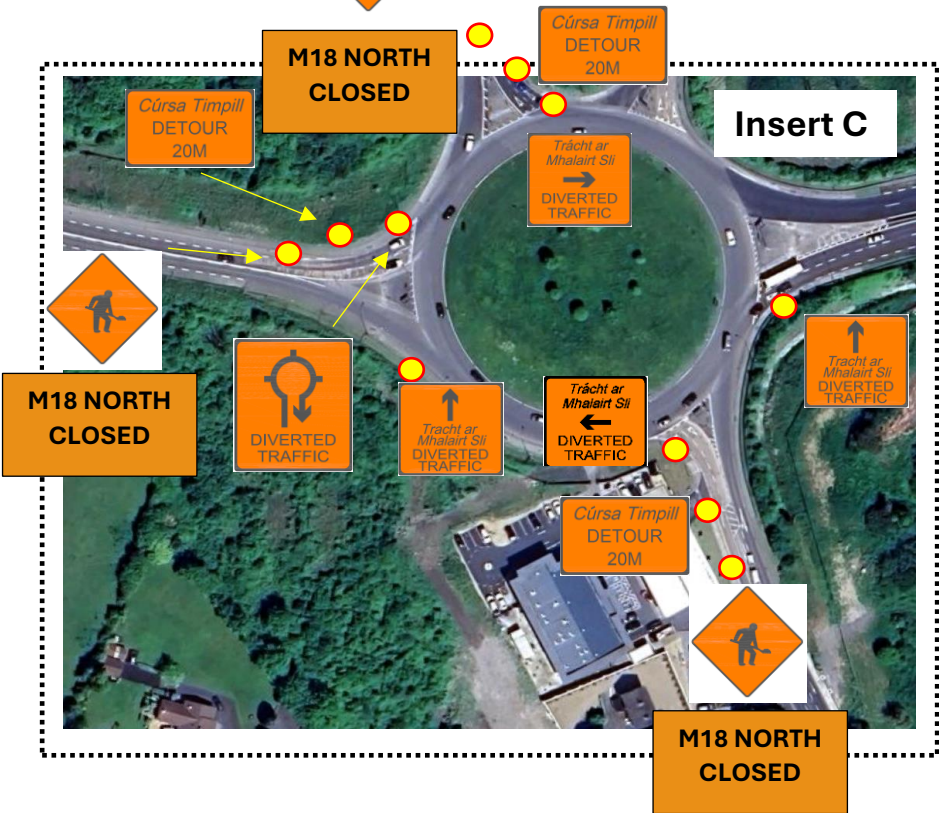 M18 NORTH
CLOSED
Cúrsa Timpill
DETOUR
20M
Insert C
Cúrsa Timpill
DETOUR
20M
Trácht ar
Mhalairt Slí
DIVERTED
TRAFFIC
M18 NORTH
CLOSED
DIVERTED
TRAFFIC
Tracht ar
Mhalairt Sli
DIVERTED
TRAFFIC
Trácht ar
Mhalairt Slí
DIVERTED
TRAFFIC
Tracht ar
Mhalairt Sli
DIVERTED
TRAFFIC
Cúrsa Timpill
DETOUR
20M
M18 NORTH
CLOSED